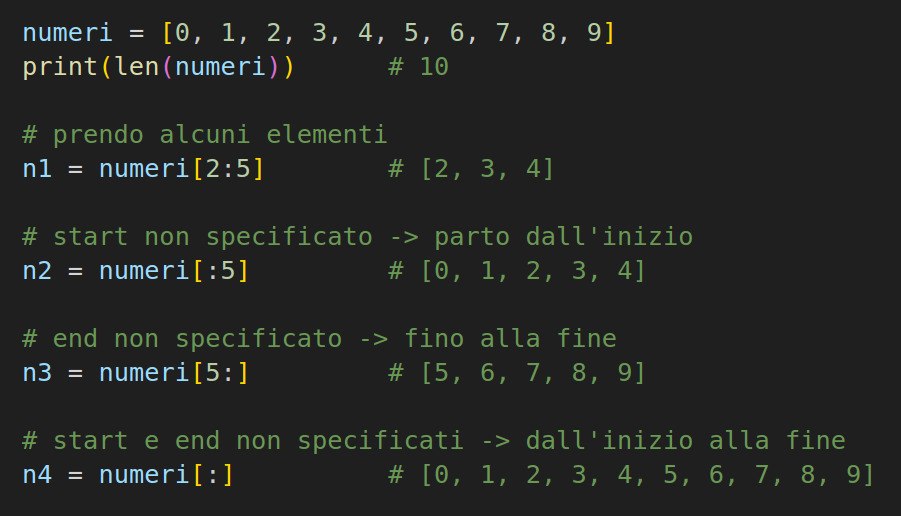 numeri = [0, 1, 2, 3, 4, 5, 6, 7, 8, 9]
print(len(numeri))      # 10
# prendo alcuni elementi
n1 = numeri[2:5]        # [2, 3, 4]
# start non specificato -> parto dall'inizio
n2 = numeri[:5]         # [0, 1, 2, 3, 4]
# end non specificato -> fino alla fine
n3 = numeri[5:]         # [5, 6, 7, 8, 9]
# start e end non specificati -> dall'inizio alla fine
n4 = numeri[:]          # [0, 1, 2, 3, 4, 5, 6, 7, 8, 9]